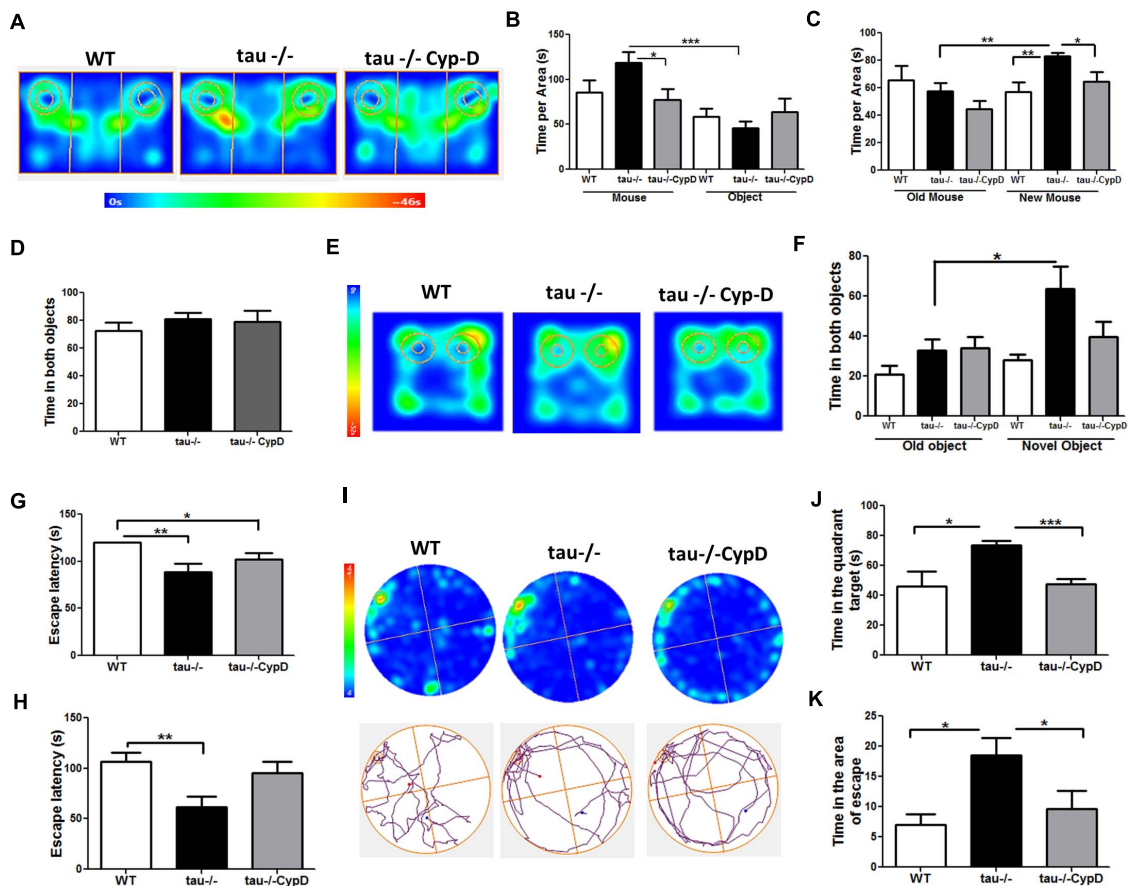 A
WT
tau -/-
tau -/- Cyp-D
0s
~46s
B
Time per Area (s)
150
100
50
0
***
*
WT
tau-/-
tau-/-CypD
WT
tau-/-
tau-/-CypD
Mouse
Object
C
Time per Area (s)
100
80
60
40
20
0
**
**
*
WT
tau-/-
tau-/-CypD
WT
tau-/-
tau-/-CypD
Old Mouse
New Mouse
D
Time in both objects
100
80
60
40
20
0
WT
tau-/-
tau-/- CypD
E
WT
tau -/-
tau -/- Cyp-D
F
Time in both objects
80
60
40
20
0
*
WT
tau-/-
tau-/-CypD
WT
tau-/-
tau-/-CypD
Old object
Novel Object
G
Escape latency (s)
150
100
50
0
*
**
WT
tau-/-
tau-/-CypD
H
Escape latency (s)
150
100
50
0
**
WT
tau-/-
tau-/-CypD
I
WT
tau-/-
tau-/-CypD
J
Time in the quadrant
target (s)
100
80
60
40
20
0
*
***
WT
tau-/-
tau-/-CypD
K
Time in the area
of escape
25
20
15
10
5
0
*
*
WT
tau-/-
tau-/-CypD